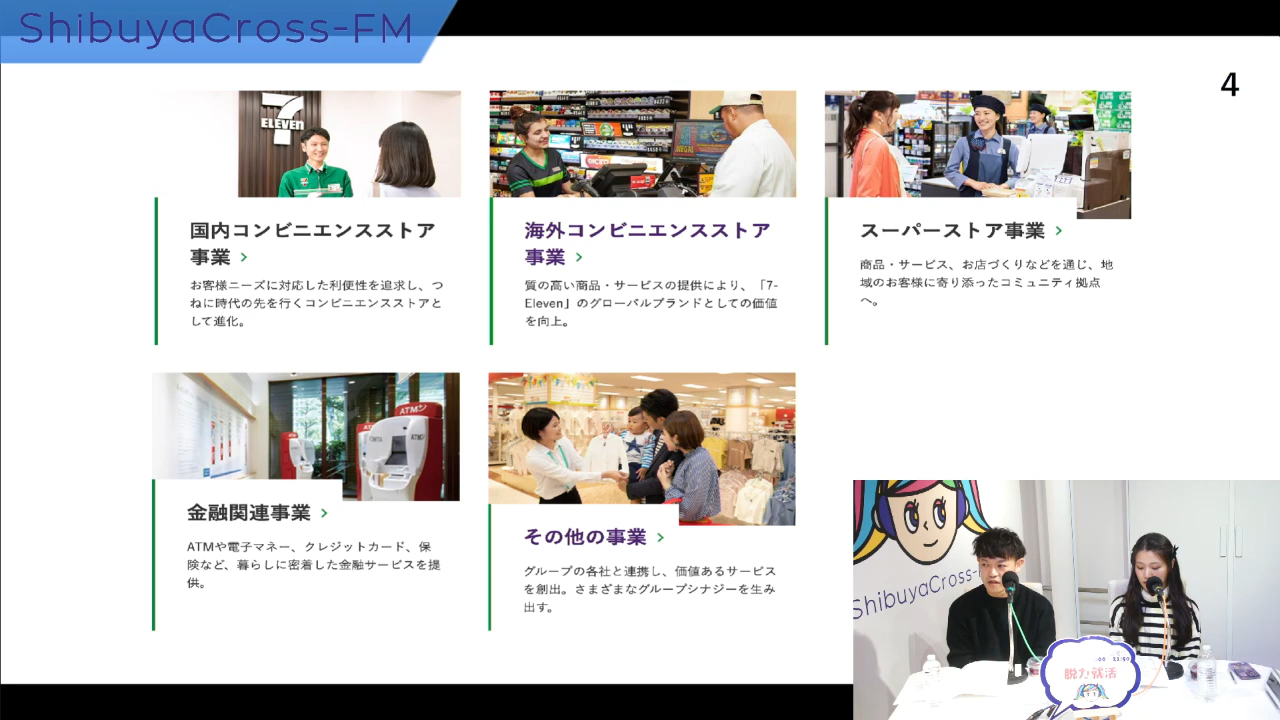 ShibuyaCross-FM
4
ELEVEN
国内コンビニエンスストア
事業 >
お客様ニーズに対応した利便性を追求し、つ
ねに時代の先を行くコンビニエンスストアと
して進化。
海外コンビニエンスストア
事業 >
質の高い商品・サービスの提供により、「7-
Eleven」のグローバルブランドとしての価値
を向上。
スーパーストア事業 >
商品・サービス、お店づくりなどを通じ、地
域のお客様に寄り添ったコミュニティ拠点
へ。
ATM
ATM
金融関連事業 >
ATMや電子マネー、クレジットカード、保
険など、暮らしに密着した金融サービスを提
供。
その他の事業 >
グループの各社と連携し、価値あるサービス
を創出。さまざまなグループシナジーを生み
出す。
ShibuyaCross-
脱力就活